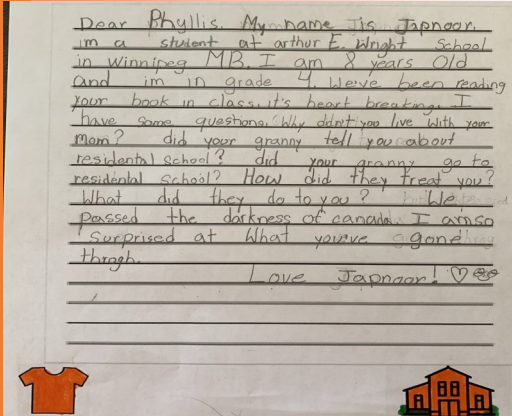 Dear Phyllis. My name is Japnoor.
im a student at arthur E. Wright School
in Winnipeg MB. I am 8 years old
and im in grade 4. We've been reading
your book in class. it's heart breaking. I
have some questions. Why didn't you live with your
mom? did your granny tell you about
residental school? did your granny go to
residental school? How did they treat you?
What did they do to you? We
passed the darkness of canada. I am so
Surprised at What you've gone
throgh.
Love Japnoor!